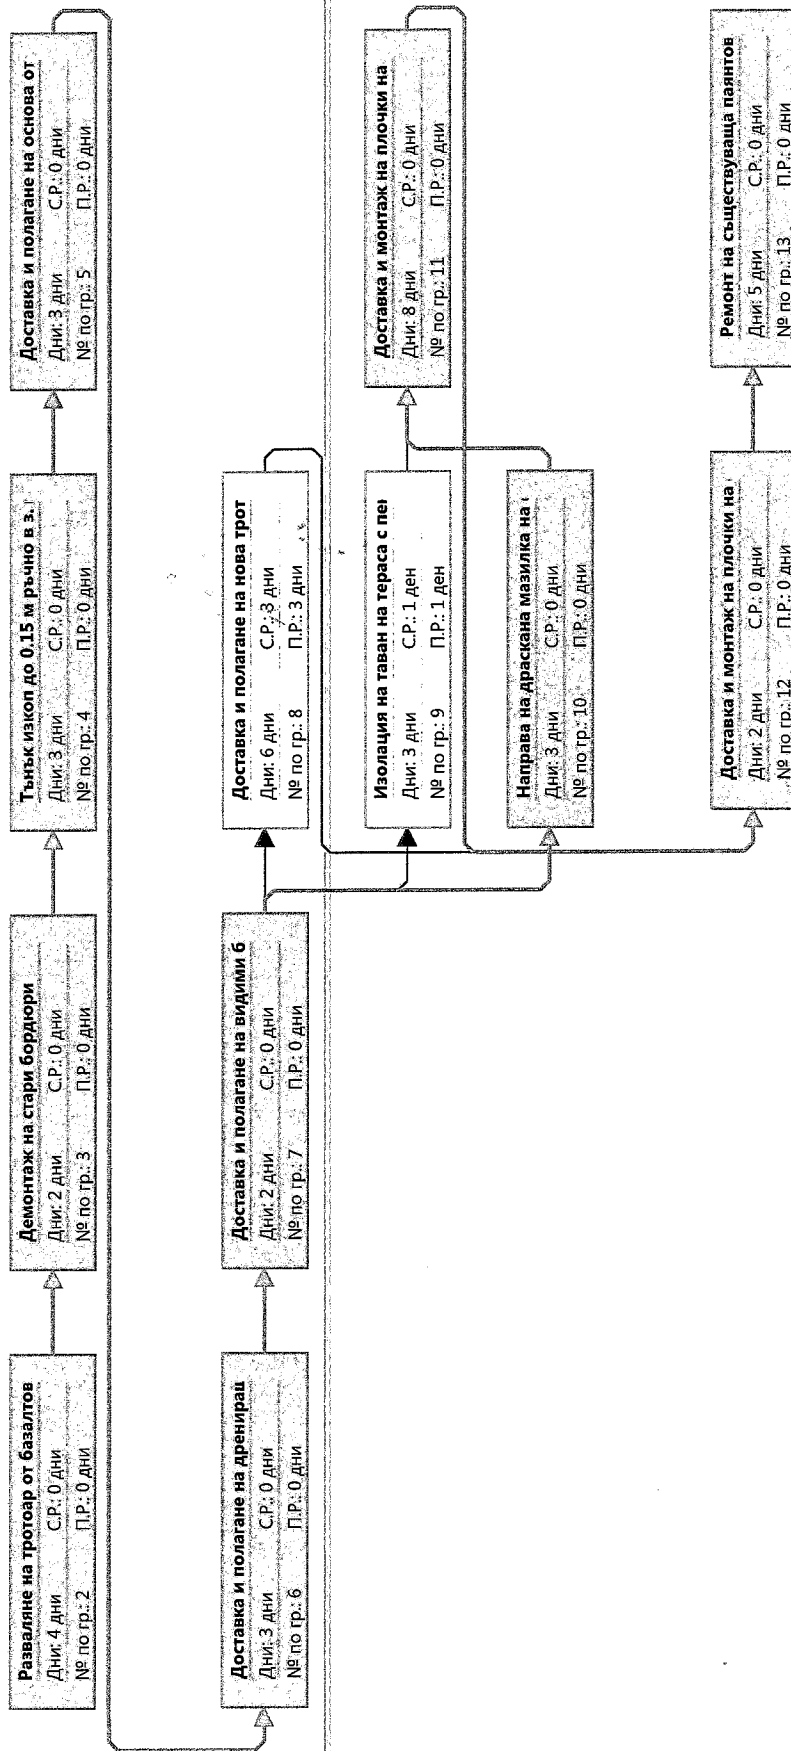 Разваляне на тротоар от базалтов
Дни: 4 дни С.Р.: 0 дни
№ по гр.: 2 П.Р.: 0 дни
Демонтаж на стари бордюри
Дни: 2 дни С.Р.: 0 дни
№ по гр.: 3 П.Р.: 0 дни
Тънък изкоп до 0.15 м ръчно в з.
Дни: 3 дни С.Р.: 0 дни
№ по гр.: 4 П.Р.: 0 дни
Доставка и полагане на основа от
Дни: 3 дни С.Р.: 0 дни
№ по гр.: 5 П.Р.: 0 дни
Доставка и полагане на дрениращ
Дни: 3 дни С.Р.: 0 дни
№ по гр.: 6 П.Р.: 0 дни
Доставка и полагане на видими б
Дни: 2 дни С.Р.: 0 дни
№ по гр.: 7 П.Р.: 0 дни
Доставка и полагане на нова трот
Дни: 6 дни С.Р.: 3 дни
№ по гр.: 8 П.Р.: 3 дни
Изолация на таван на тераса с пен
Дни: 3 дни С.Р.: 1 ден
№ по гр.: 9 П.Р.: 1 ден
Направа на драскана мазилка на
Дни: 3 дни С.Р.: 0 дни
№ по гр.: 10 П.Р.: 0 дни
Доставка и монтаж на плочки на
Дни: 8 дни С.Р.: 0 дни
№ по гр.: 11 П.Р.: 0 дни
Доставка и монтаж на плочки на
Дни: 2 дни С.Р.: 0 дни
№ по гр.: 12 П.Р.: 0 дни
Ремонт на съществуваща паянтов
Дни: 5 дни С.Р.: 0 дни
№ по гр.: 13 П.Р.: 0 дни